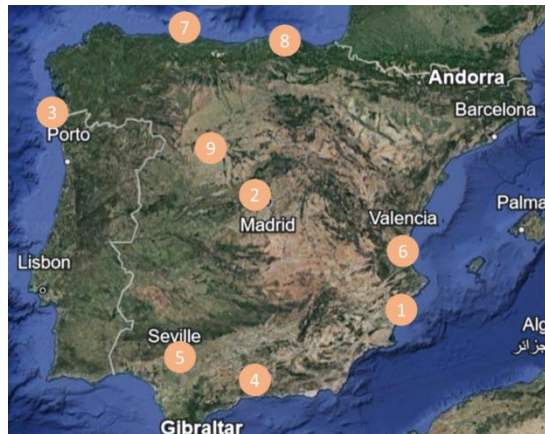 7
8
Andorra
3
Barcelona
Porto
9
2
Palma
Madrid
Valencia
6
Lisbon
1
Alg
الجزائر
Seville
5
4
Gibraltar